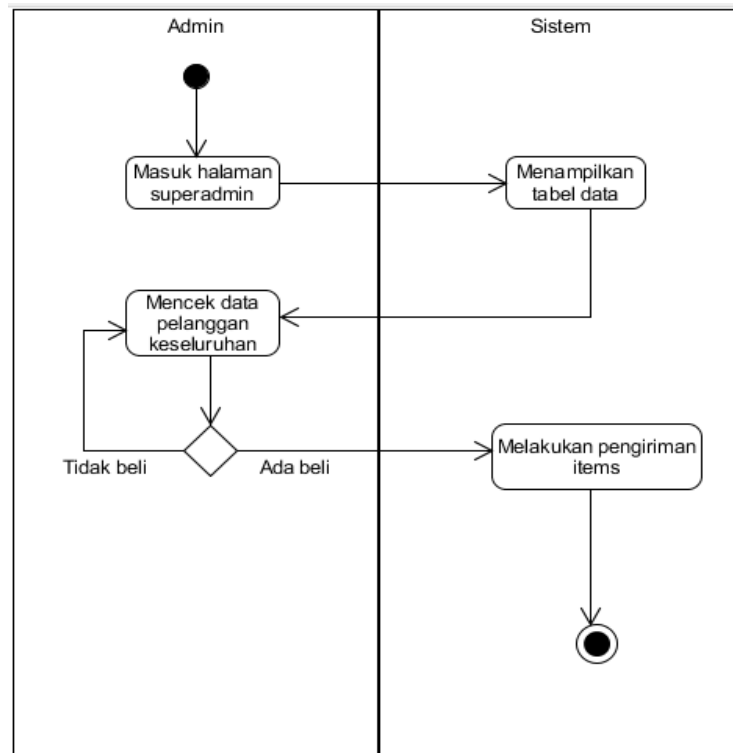 Admin
Sistem
Masuk halaman
superadmin
Menampilkan
tabel data
Mencek data
pelanggan
keseluruhan
Tidak beli
Ada beli
Melakukan pengiriman
items